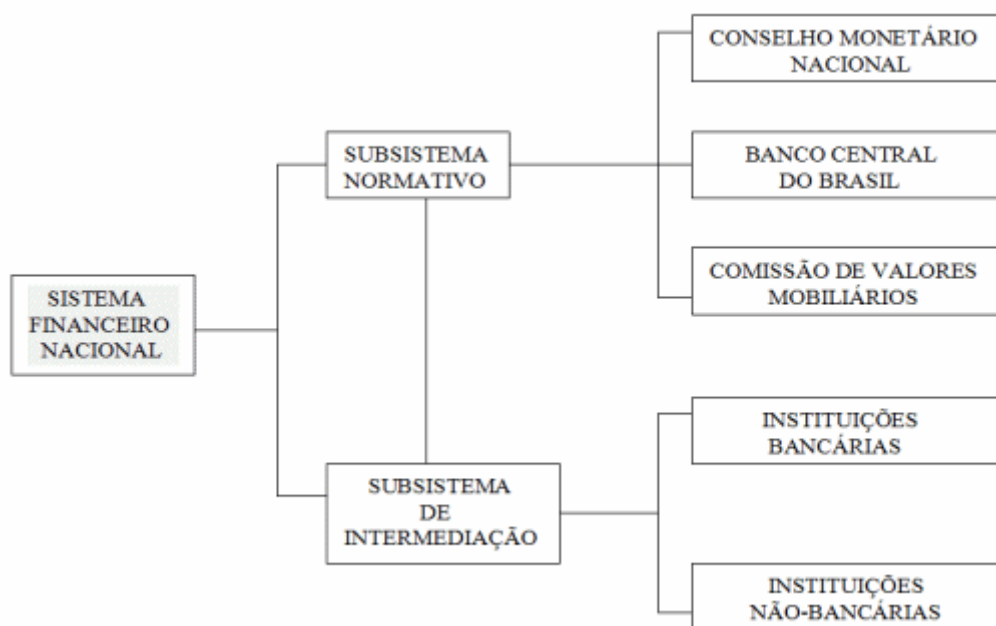 CONSELHO MONETÁRIO
NACIONAL
SUBSISTEMA
NORMATIVO
BANCO CENTRAL
DO BRASIL
COMISSÃO DE VALORES
MOBILIÁRIOS
SISTEMA
FINANCEIRO
NACIONAL
INSTITUIÇÕES
BANCÁRIAS
SUBSISTEMA
DE
INTERMEDIAÇÃO
INSTITUIÇÕES
NÃO-BANCÁRIAS